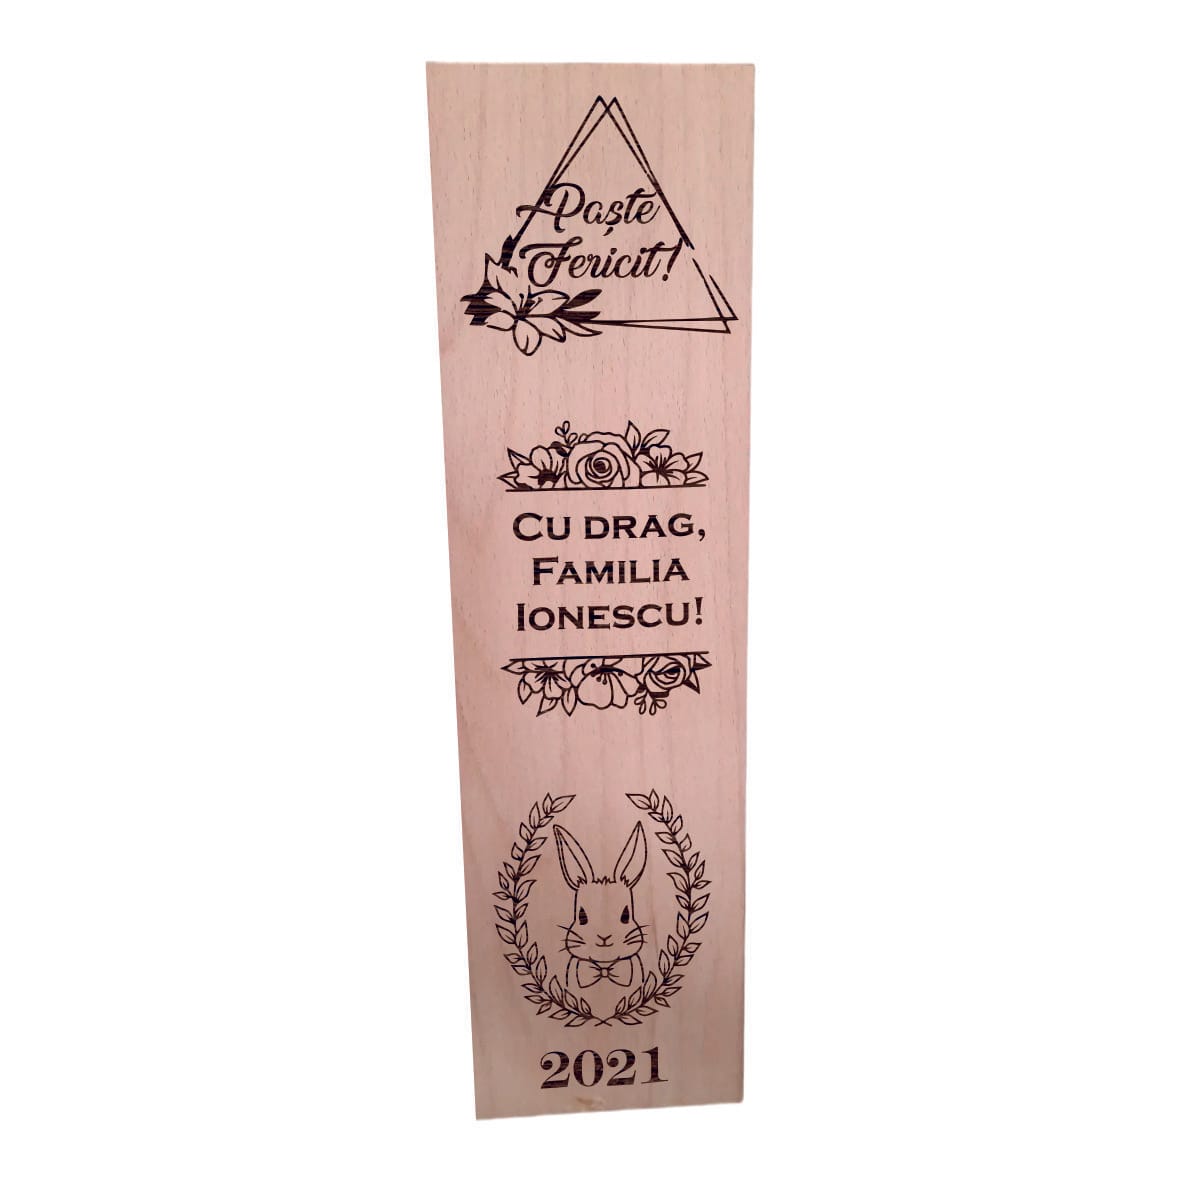 Paște
Fericit!
CU DRAG,
FAMILIA
IONESCU!
2021